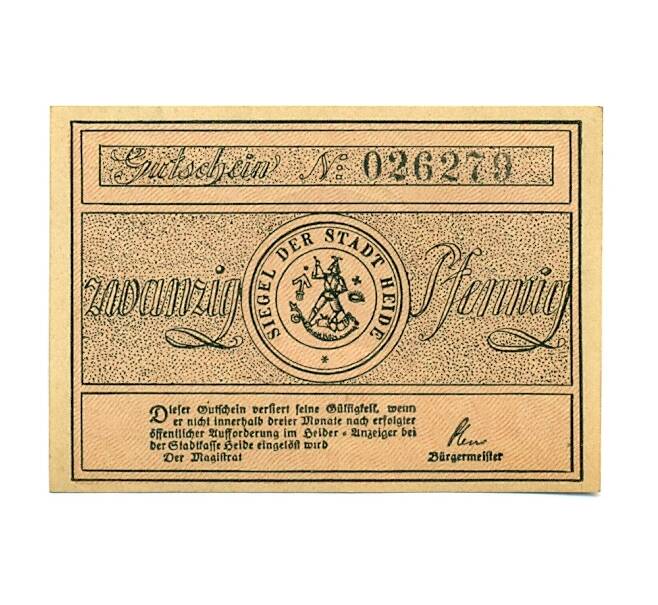 Gutschein No: 026279
zwanzig Pfennig
SIEGEL DER STADT HEIDE *
Dieser Gutschein verliert seine Gültigkeit, wenn
er nicht innerhalb dreier Monate nach erfolgter
öffentlicher Aufforderung im Heider-Anzeiger bei
der Stadtkasse Heide eingelöst wird
Der Magistrat
Bürgermeister